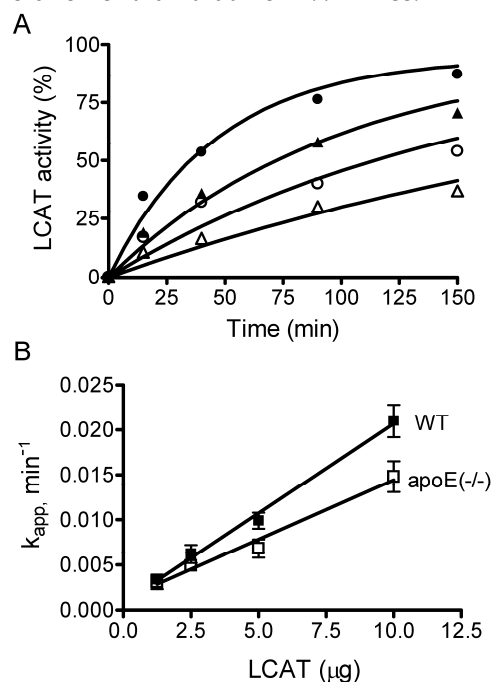 A
LCAT activity (%)
100
75
50
25
0
0 25 50 75 100 125 150
Time (min)
B
k app, min⁻¹
0.025
0.020
0.015
0.010
0.005
0.000
WT
apoE(-/-)
0.0 2.5 5.0 7.5 10.0 12.5
LCAT (µg)